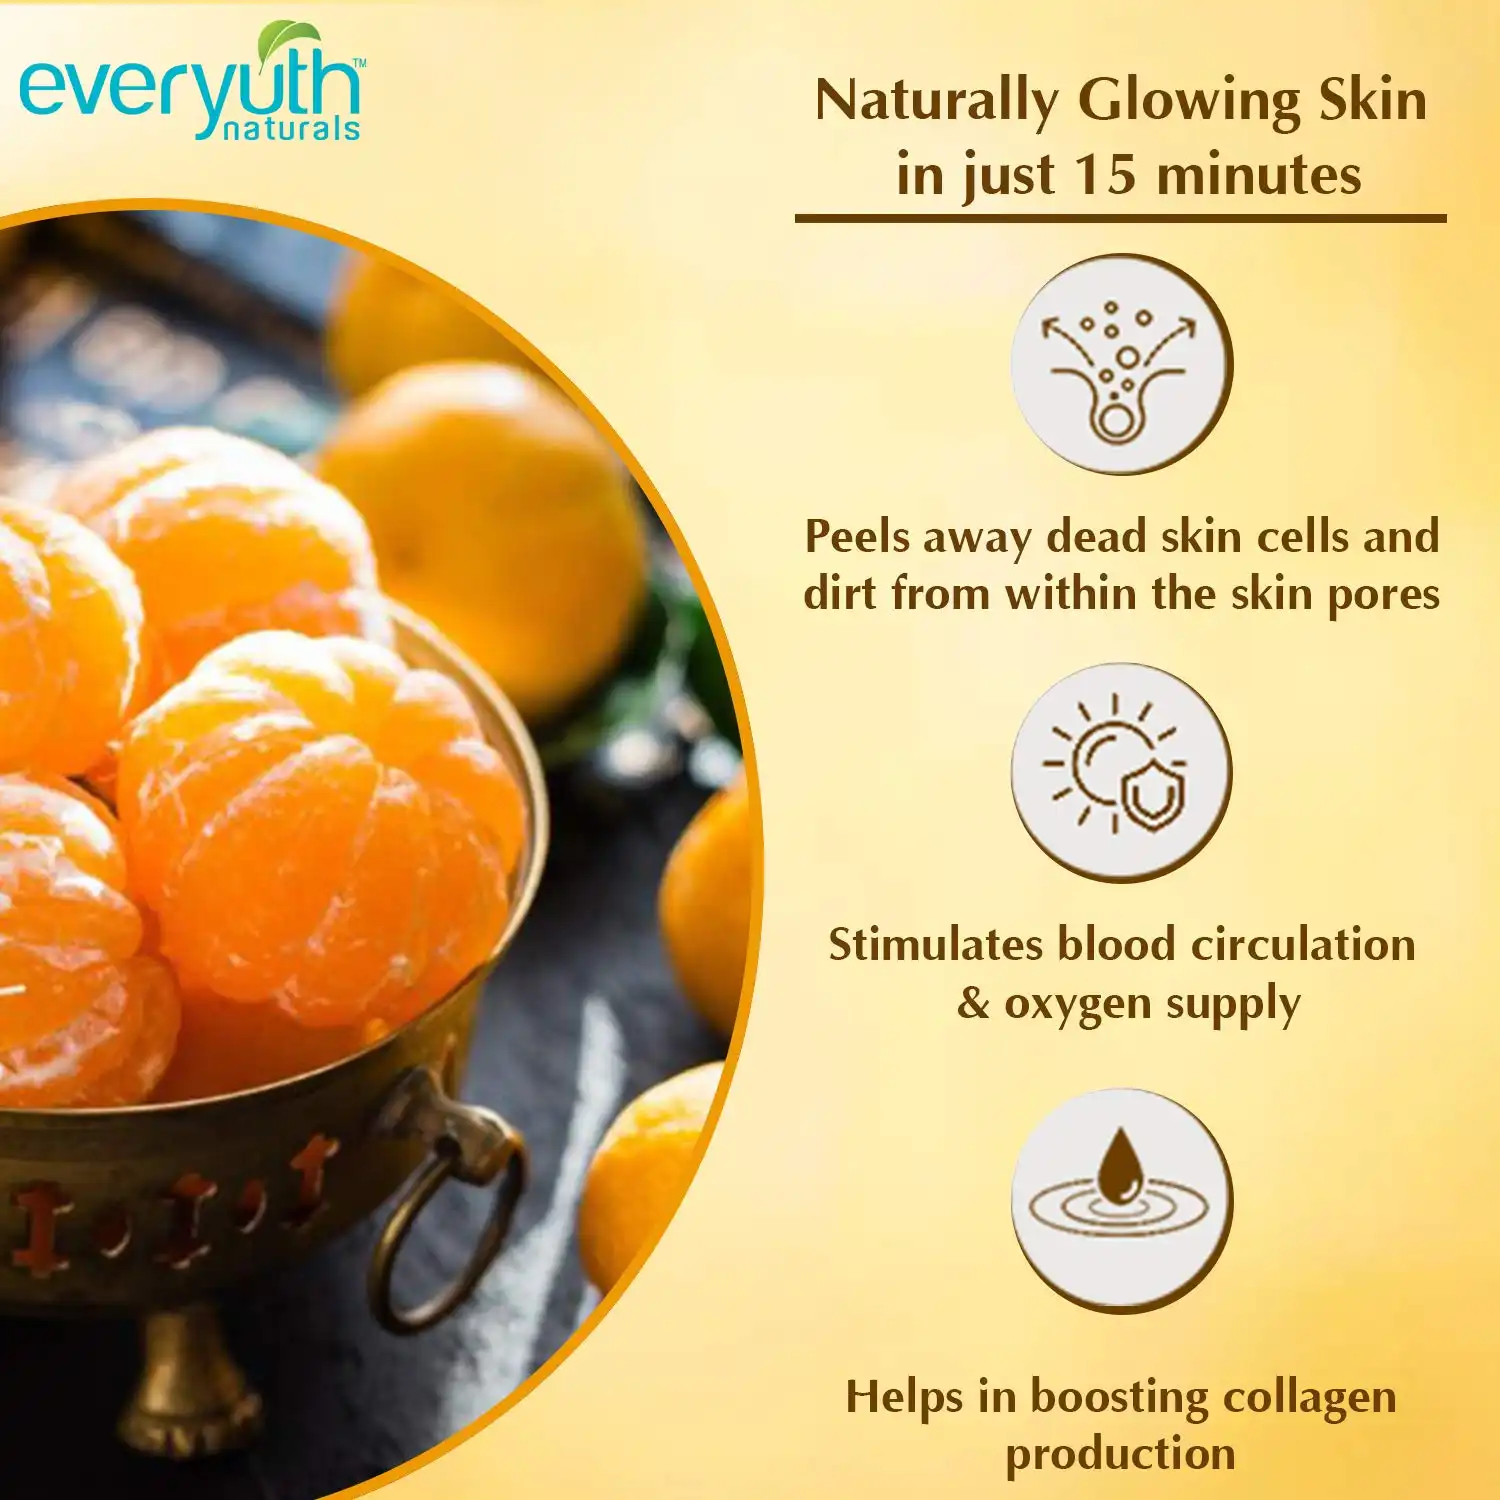 everyuth™
naturals
Naturally Glowing Skin
in just 15 minutes
Peels away dead skin cells and
dirt from within the skin pores
Stimulates blood circulation
& oxygen supply
Helps in boosting collagen
production